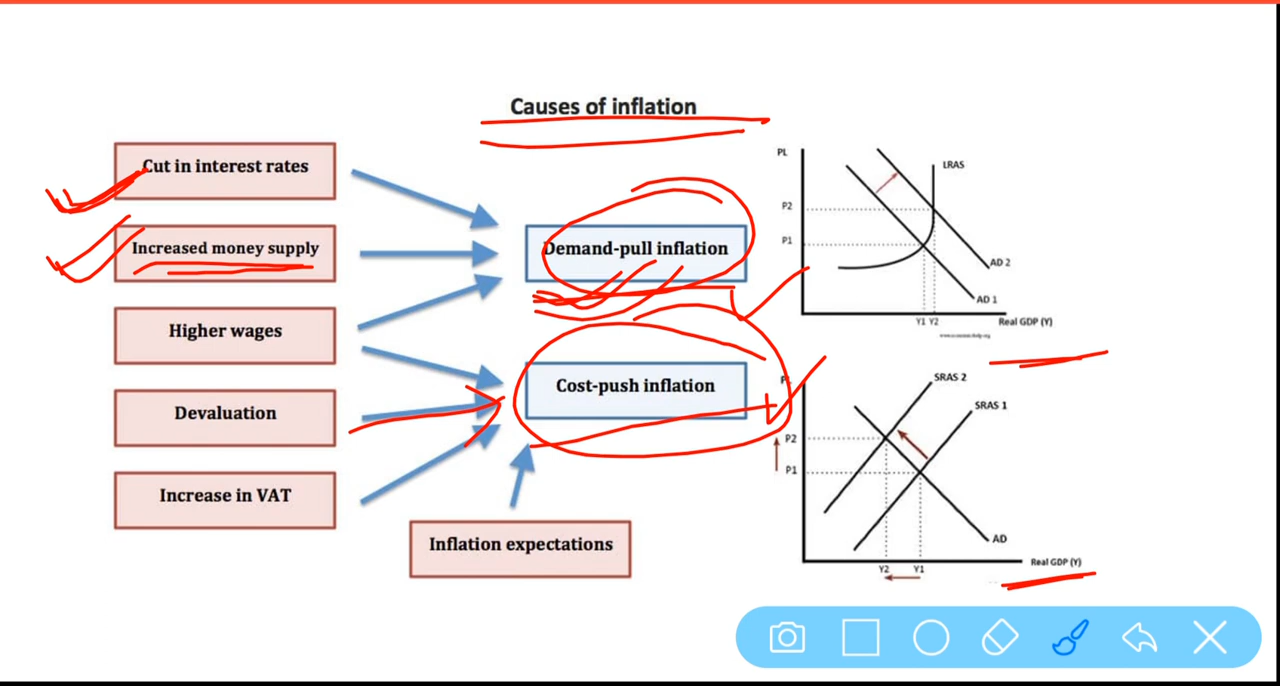 Causes of inflation
Cut in interest rates
Increased money supply
Higher wages
Devaluation
Increase in VAT
Demand-pull inflation
Cost-push inflation
Inflation expectations
PL
LRAS
P2
P1
AD 2
AD 1
Y1 Y2
Real GDP (Y)
SRAS 2
SRAS 1
P2
P1
AD
Y2
Y1
Real GDP (Y)